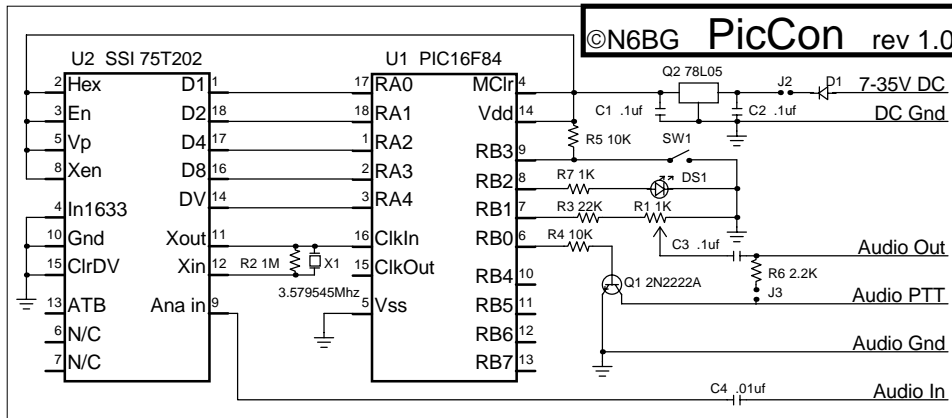 ©N6BG PicCon rev 1.0
U2 SSI 75T202
2 Hex D1 1
3 En D2 18
5 Vp D4 17
8 Xen D8 16
DV 14
4 In1633
10 Gnd Xout 11
15 ClrDV Xin 12
13 ATB Ana in 9
6 N/C
7 N/C
R2 1M
X1
3.579545Mhz
U1 PIC16F84
17 RA0 MClr 4
18 RA1 Vdd 14
1 RA2 RB3 9
2 RA3 RB2 8
3 RA4 RB1 7
16 ClkIn RB0 6
15 ClkOut RB4 10
5 Vss RB5 11
RB6 12
RB7 13
Q2 78L05
J2
D1
7-35V DC
C1 .1uf
C2 .1uf
DC Gnd
R5 10K
SW1
R7 1K
DS1
R3 22K
R1 1K
R4 10K
C3 .1uf
Audio Out
R6 2.2K
Q1 2N2222A
J3
Audio PTT
Audio Gnd
C4 .01uf
Audio In